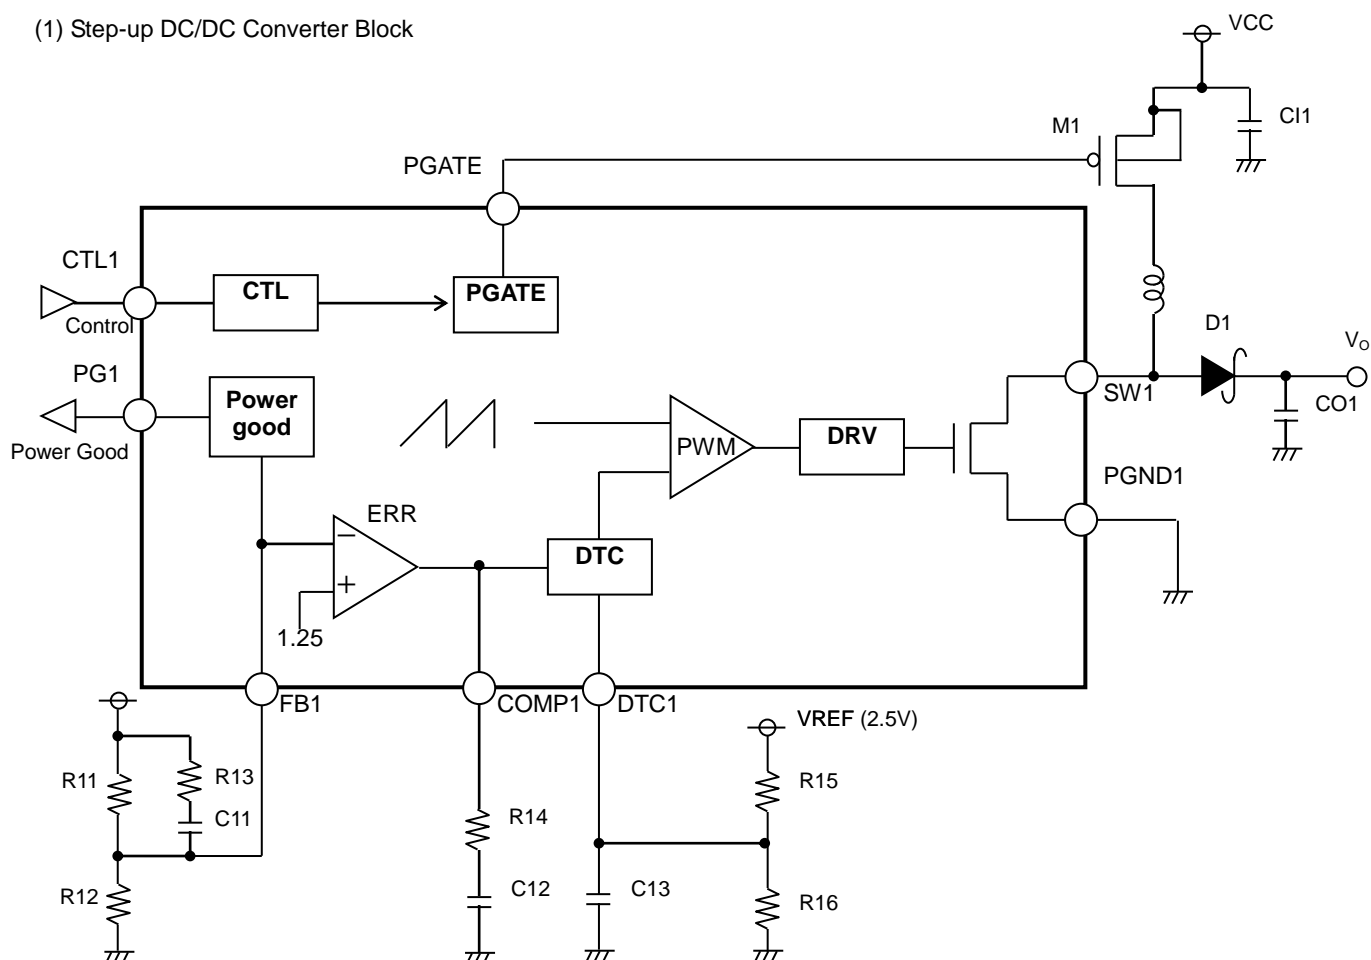 (1) Step-up DC/DC Converter Block
VCC
CI1
M1
PGATE
CTL1
CTL
PGATE
Control
D1
Vo
PG1
SW1
CO1
Power
good
Power Good
PWM
DRV
PGND1
ERR
−
+
DTC
1.25
FB1
COMP1
DTC1
VREF (2.5V)
R11
R13
R15
C11
R14
R12
C12
C13
R16